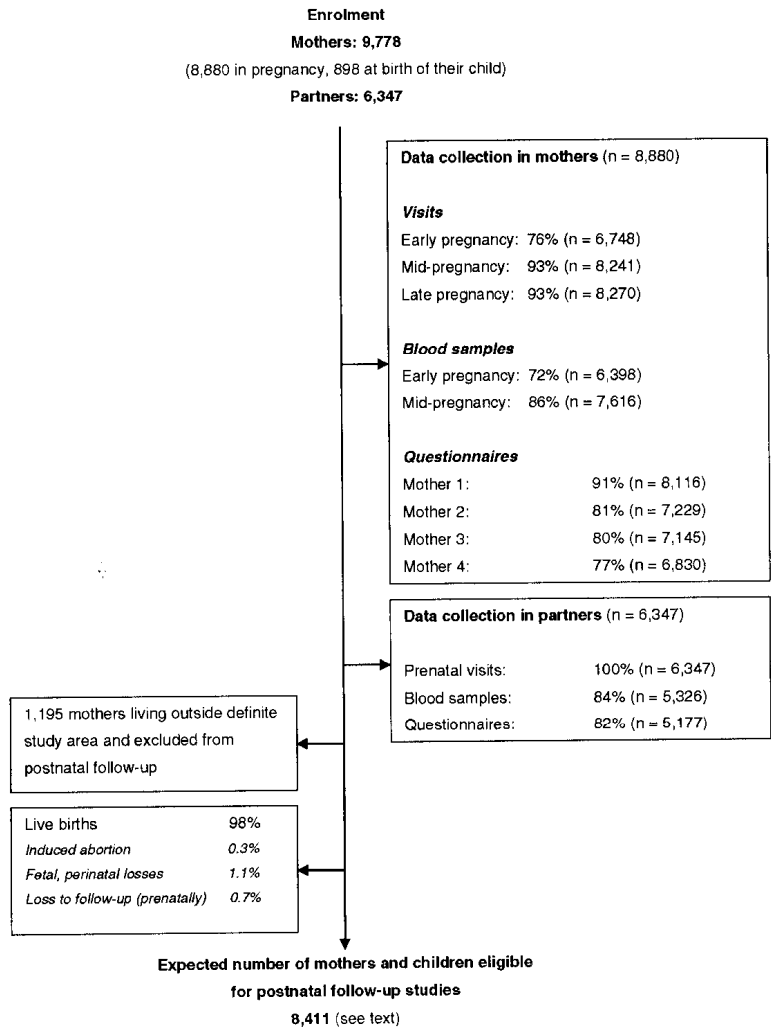 Enrolment
Mothers: 9,778
(8,880 in pregnancy, 898 at birth of their child)
Partners: 6,347
Data collection in mothers (n = 8,880)
Visits
Early pregnancy: 76% (n = 6,748)
Mid-pregnancy: 93% (n = 8,241)
Late pregnancy: 93% (n = 8,270)
Blood samples
Early pregnancy: 72% (n = 6,398)
Mid-pregnancy: 86% (n = 7,616)
Questionnaires
Mother 1: 91% (n = 8,116)
Mother 2: 81% (n = 7,229)
Mother 3: 80% (n = 7,145)
Mother 4: 77% (n = 6,830)
Data collection in partners (n = 6,347)
Prenatal visits: 100% (n = 6,347)
Blood samples: 84% (n = 5,326)
Questionnaires: 82% (n = 5,177)
1,195 mothers living outside definite
study area and excluded from
postnatal follow-up
Live births 98%
Induced abortion 0.3%
Fetal, perinatal losses 1.1%
Loss to follow-up (prenatally) 0.7%
Expected number of mothers and children eligible
for postnatal follow-up studies
8,411 (see text)